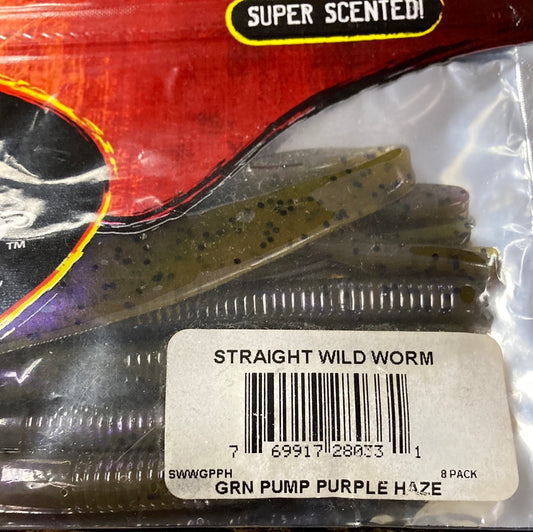 SUPER SCENTED!
TM
STRAIGHT WILD WORM
7 69917 28033 1
SWWGPPH 8 PACK
GRN PUMP PURPLE HAZE